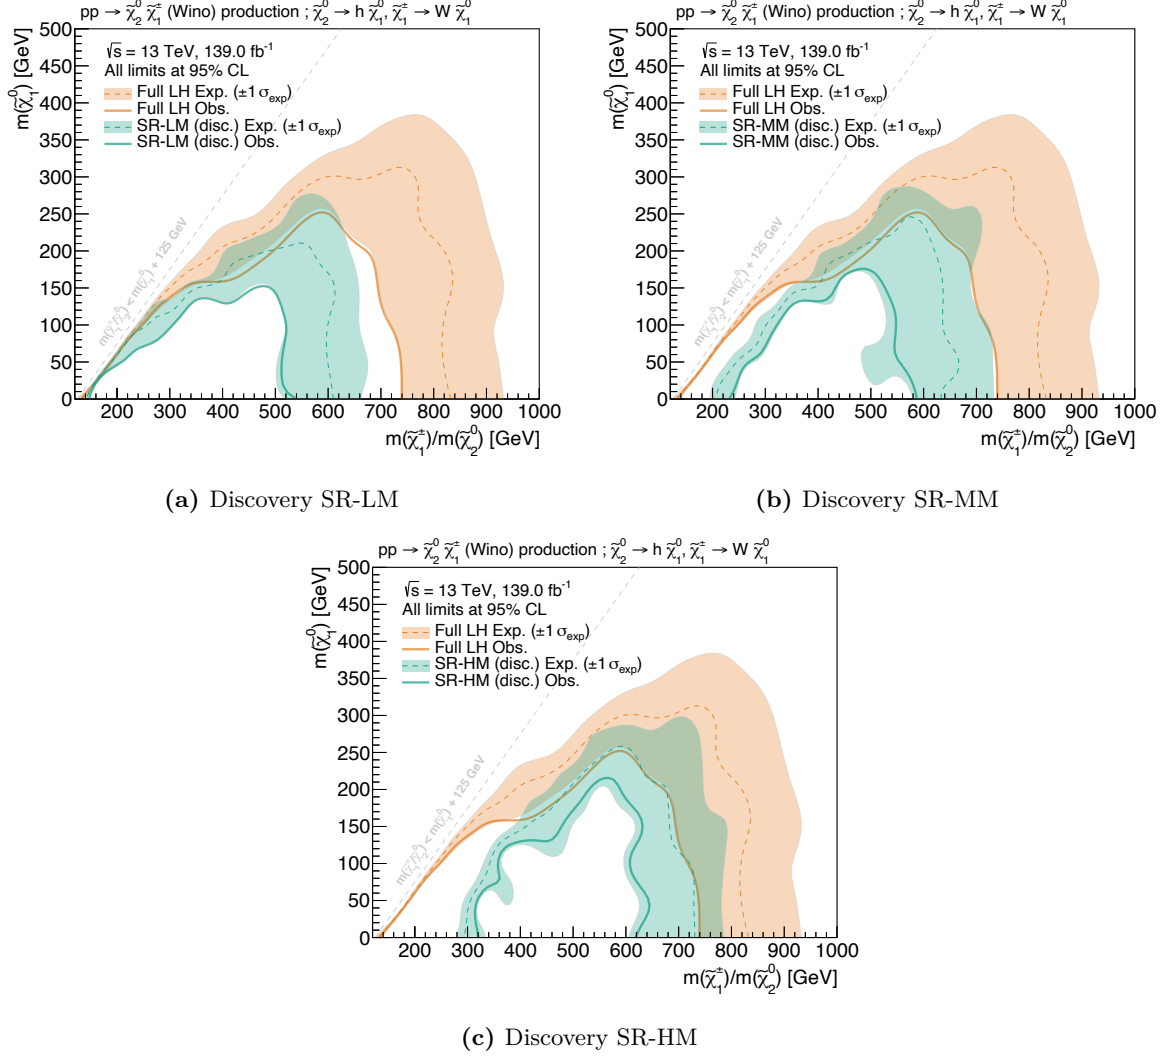 pp → χ̃₂⁰ χ̃₁± (Wino) production ; χ̃₂⁰ → h χ̃₁⁰, χ̃₁± → W χ̃₁⁰
m(χ̃₁⁰) [GeV]
500
450
400
350
300
250
200
150
100
50
0
√s = 13 TeV, 139.0 fb⁻¹
All limits at 95% CL
Full LH Exp. (±1 σexp)
Full LH Obs.
SR-LM (disc.) Exp. (±1 σexp)
SR-LM (disc.) Obs.
m(χ̃₁±/χ̃₂⁰) < m(χ̃₁⁰) + 125 GeV
200 300 400 500 600 700 800 900 1000
m(χ̃₁±)/m(χ̃₂⁰) [GeV]
(a) Discovery SR-LM
pp → χ̃₂⁰ χ̃₁± (Wino) production ; χ̃₂⁰ → h χ̃₁⁰, χ̃₁± → W χ̃₁⁰
m(χ̃₁⁰) [GeV]
500
450
400
350
300
250
200
150
100
50
0
√s = 13 TeV, 139.0 fb⁻¹
All limits at 95% CL
Full LH Exp. (±1 σexp)
Full LH Obs.
SR-MM (disc.) Exp. (±1 σexp)
SR-MM (disc.) Obs.
m(χ̃₁±/χ̃₂⁰) < m(χ̃₁⁰) + 125 GeV
200 300 400 500 600 700 800 900 1000
m(χ̃₁±)/m(χ̃₂⁰) [GeV]
(b) Discovery SR-MM
pp → χ̃₂⁰ χ̃₁± (Wino) production ; χ̃₂⁰ → h χ̃₁⁰, χ̃₁± → W χ̃₁⁰
m(χ̃₁⁰) [GeV]
500
450
400
350
300
250
200
150
100
50
0
√s = 13 TeV, 139.0 fb⁻¹
All limits at 95% CL
Full LH Exp. (±1 σexp)
Full LH Obs.
SR-HM (disc.) Exp. (±1 σexp)
SR-HM (disc.) Obs.
m(χ̃₁±/χ̃₂⁰) < m(χ̃₁⁰) + 125 GeV
200 300 400 500 600 700 800 900 1000
m(χ̃₁±)/m(χ̃₂⁰) [GeV]
(c) Discovery SR-HM